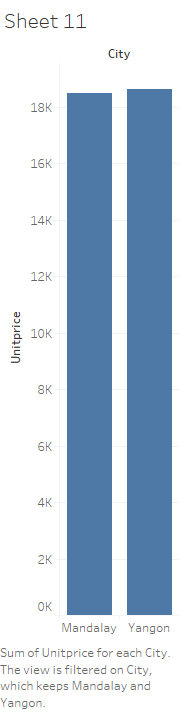 Sheet 11
City
18K
16K
14K
12K
10K
8K
6K
4K
2K
0K
Unitprice
Mandalay Yangon
Sum of Unitprice for each City.
The view is filtered on City,
which keeps Mandalay and
Yangon.